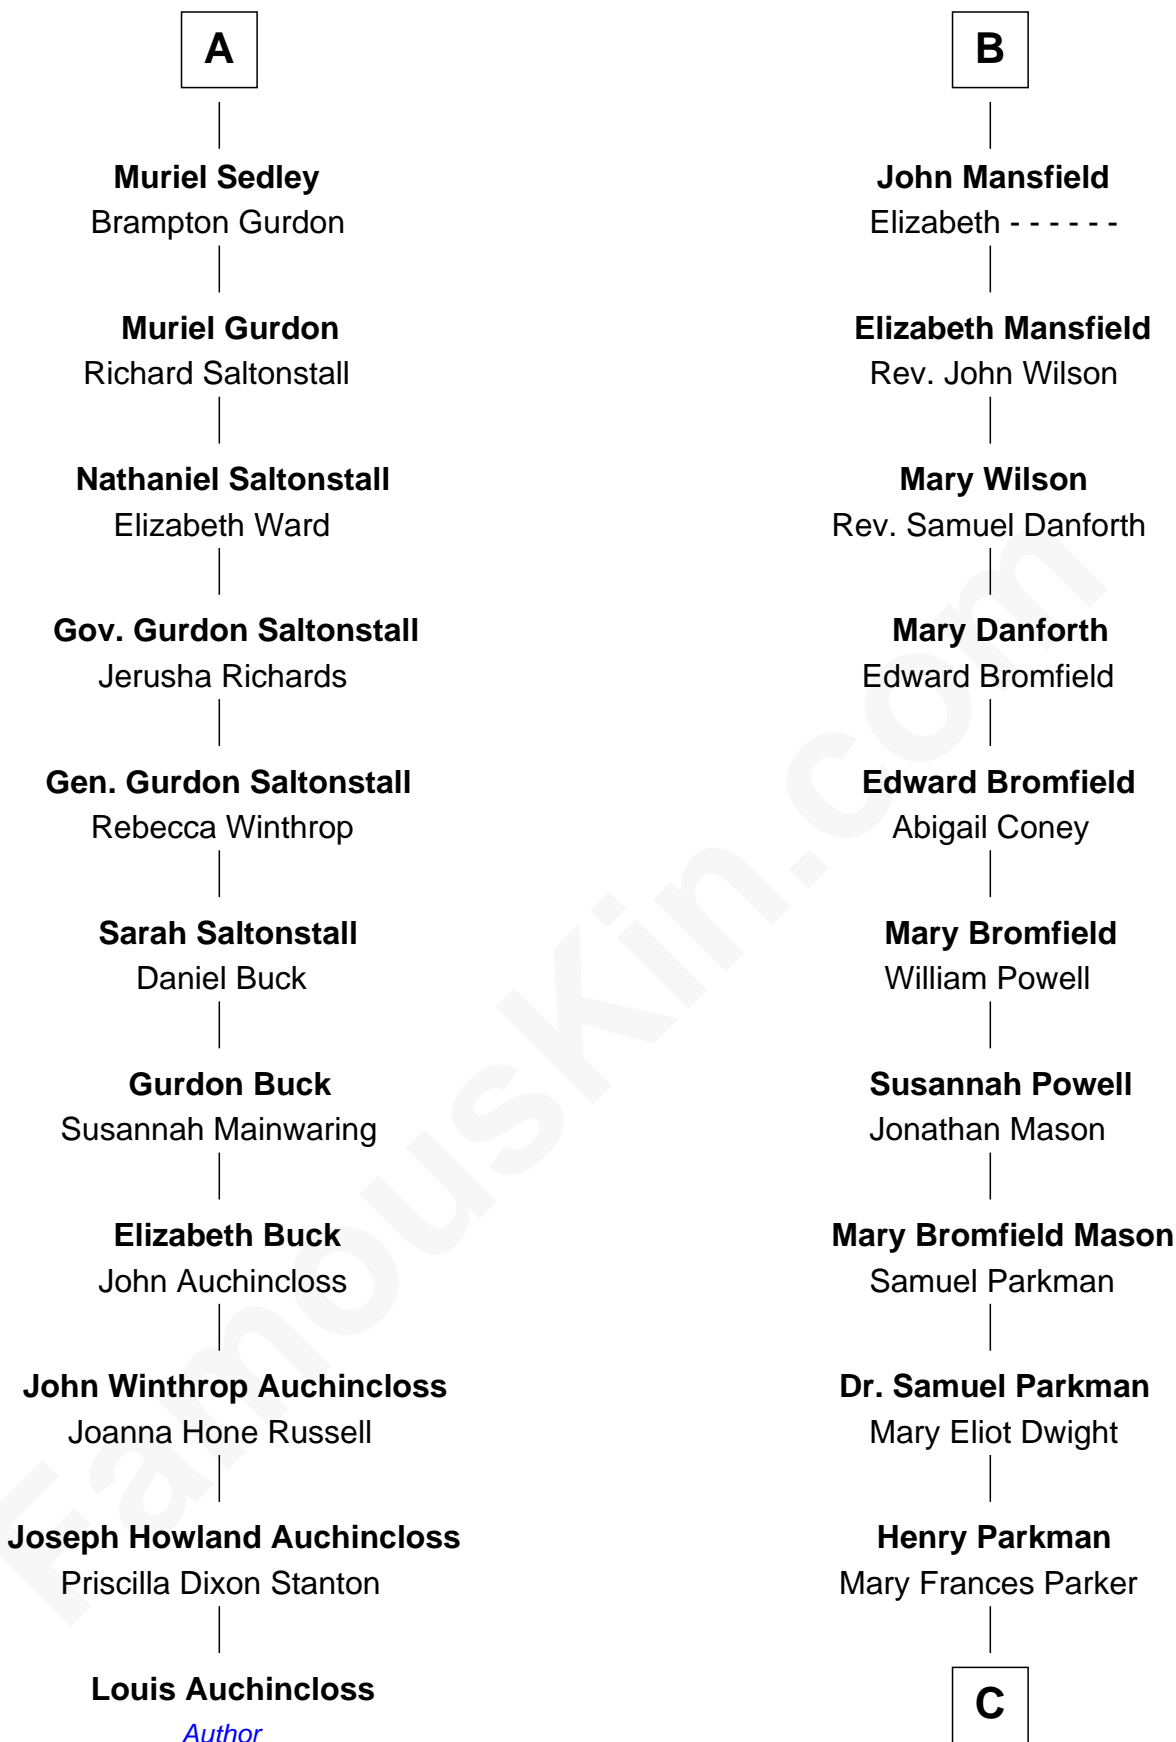 A
Muriel Sedley
Brampton Gurdon
Muriel Gurdon
Richard Saltonstall
Nathaniel Saltonstall
Elizabeth Ward
Gov. Gurdon Saltonstall
Jerusha Richards
Gen. Gurdon Saltonstall
Rebecca Winthrop
Sarah Saltonstall
Daniel Buck
Gurdon Buck
Susannah Mainwaring
Elizabeth Buck
John Auchincloss
John Winthrop Auchincloss
Joanna Hone Russell
Joseph Howland Auchincloss
Priscilla Dixon Stanton
Louis Auchincloss
Author
B
John Mansfield
Elizabeth - - - - - -
Elizabeth Mansfield
Rev. John Wilson
Mary Wilson
Rev. Samuel Danforth
Mary Danforth
Edward Bromfield
Edward Bromfield
Abigail Coney
Mary Bromfield
William Powell
Susannah Powell
Jonathan Mason
Mary Bromfield Mason
Samuel Parkman
Dr. Samuel Parkman
Mary Eliot Dwight
Henry Parkman
Mary Frances Parker
C
FamousKin.com